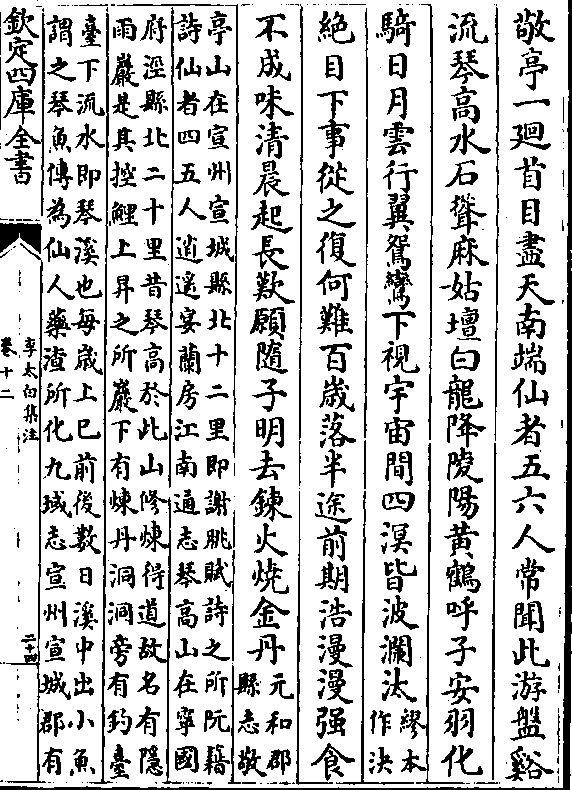 敬亭一廻首目盡天南端仙者五六人常聞此游盤谿
流琴高水石聳麻姑壇白龍降陵陽黄鶴呼子安羽化
騎日月雲行翼鴛鸞下視宇宙間四溟皆波瀾汰
繆本
作決
絶目下事從之復何難百歲落半途前期浩漫漫强食
不成味清晨起長歎願隨子明去鍊火燒金丹
元和郡
縣志敬
亭山在宣州宣城縣北十二里即謝脁賦詩之所阮籍
詩仙者四五人逍遥宴蘭房江南通志琴高山在寧國
府涇縣北二十里昔琴高於此山修煉得道故名有隱
雨巖是其控鯉上昇之所巖下有煉丹洞洞旁有釣臺
臺下流水即琴溪也每歲上巳前後數日溪中出小魚
謂之琴魚傳為仙人藥渣所化九域志宣州宣城郡有
欽定四庫全書
李太白集注
卷十二
二十四